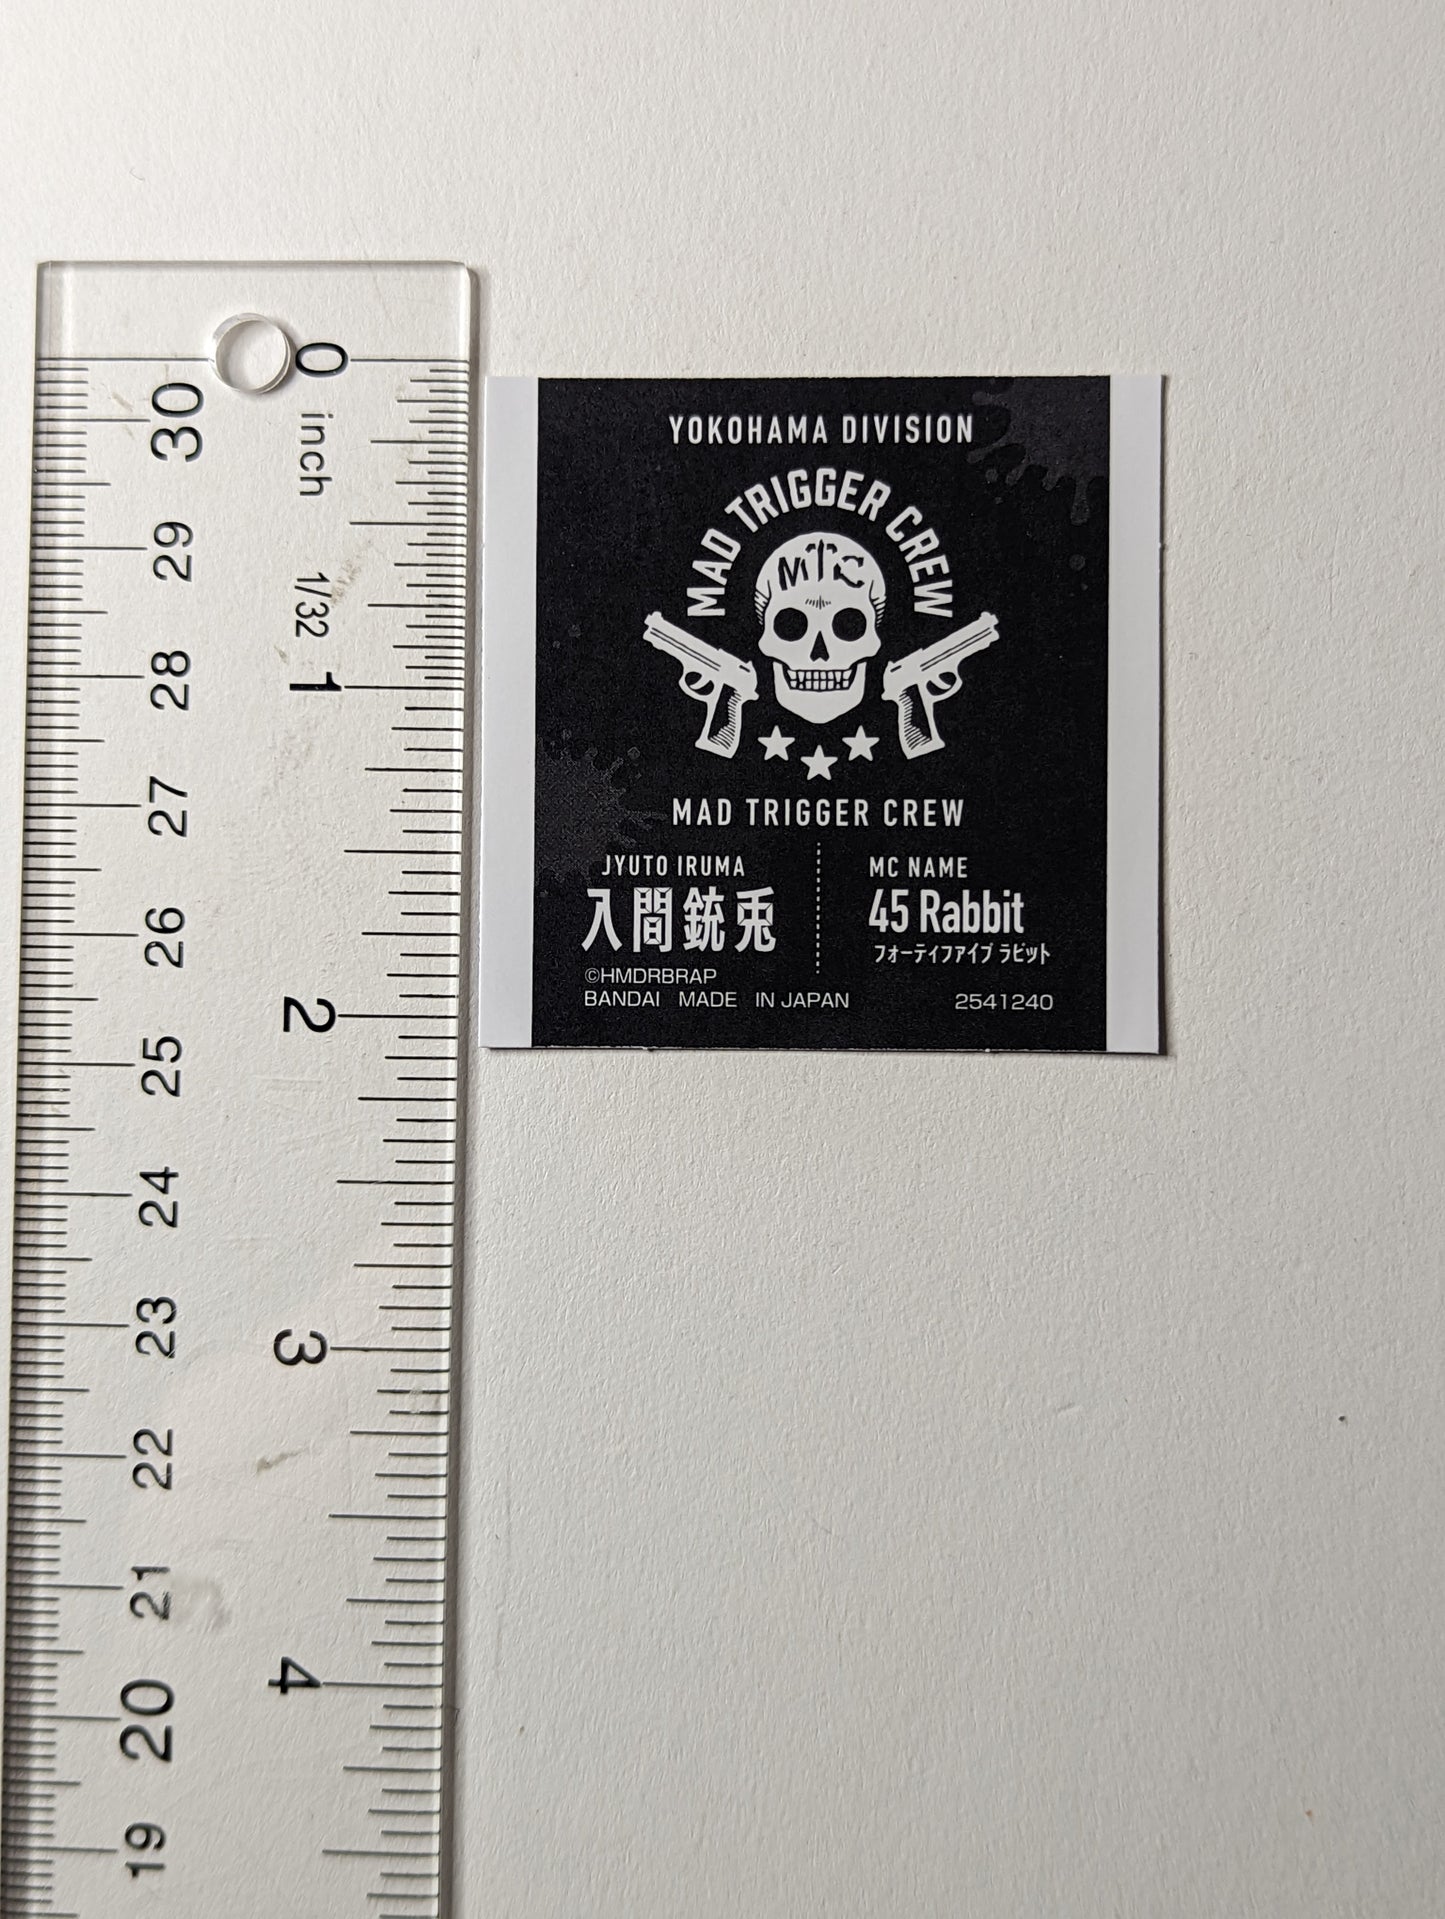 0
inch 1/32
1
2
3
4
30
29
28
27
26
25
24
23
22
21
20
19
YOKOHAMA DIVISION
MAD TRIGGER CREW
MTC
MAD TRIGGER CREW
JYUTO IRUMA
入間銃兎
MC NAME
45 Rabbit
フォーティファイブ ラビット
©HMDRBRAP
BANDAI MADE IN JAPAN 2541240